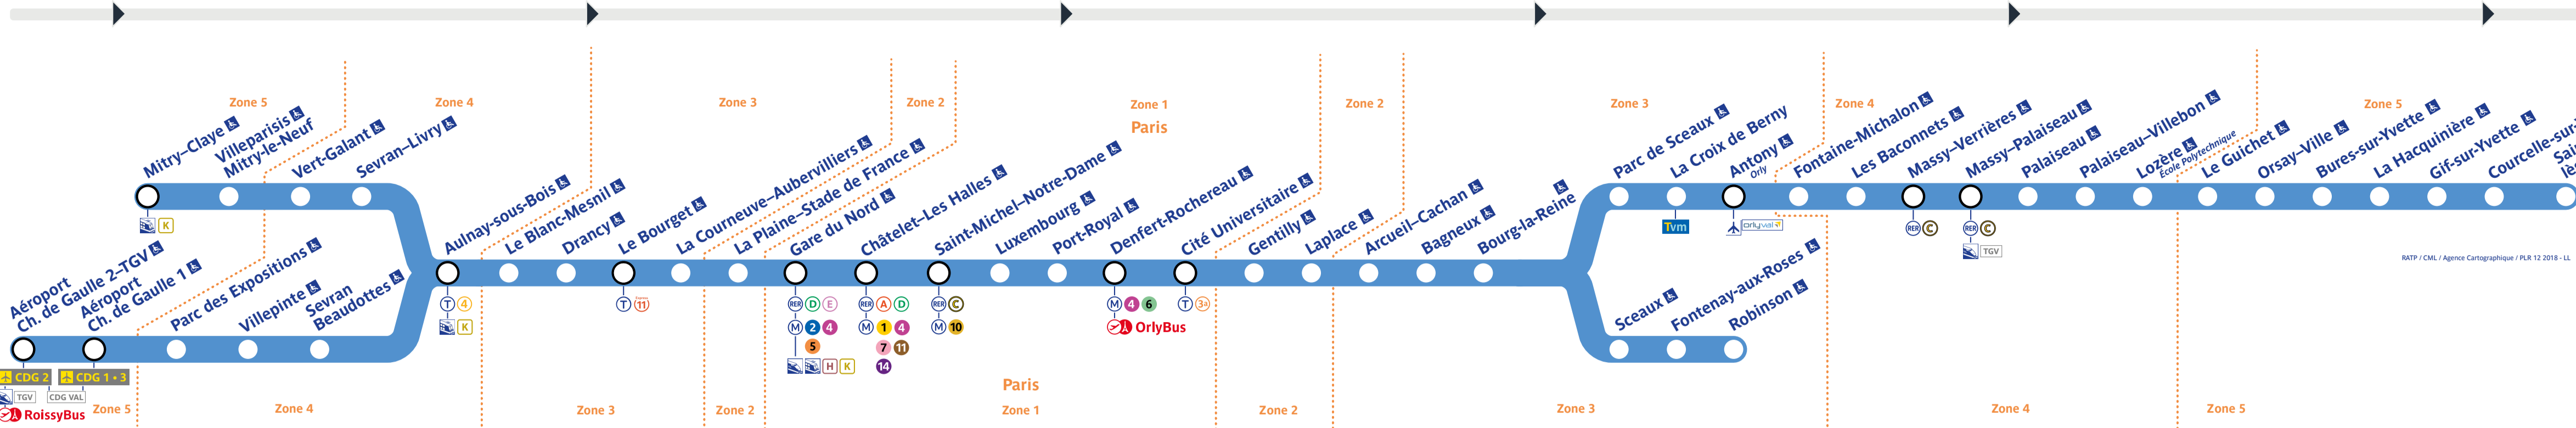 Zone 5
Zone 4
Zone 3
Zone 2
Zone 1
Paris
Zone 2
Zone 3
Zone 4
Zone 5
Mitry–Claye
Villeparisis
Mitry-le-Neuf
Vert-Galant
Sevran–Livry
K
Aéroport
Ch. de Gaulle 2–TGV
Aéroport
Ch. de Gaulle 1
Parc des Expositions
Villepinte
Sevran
Beaudottes
CDG 2
CDG 1 • 3
TGV
CDG VAL
RoissyBus
Aulnay-sous-Bois
T 4
K
Le Blanc-Mesnil
Drancy
Le Bourget
T 11
La Courneuve–Aubervilliers
La Plaine–Stade de France
Gare du Nord
RER D E
M 2 4
5
H K
Châtelet–Les Halles
RER A D
M 1 4
7 11
14
Saint-Michel–Notre-Dame
RER C
M 10
Luxembourg
Port-Royal
Denfert-Rochereau
M 4 6
OrlyBus
Cité Universitaire
T 3a
Gentilly
Laplace
Arcueil–Cachan
Bagneux
Bourg-la-Reine
Parc de Sceaux
La Croix de Berny
Tvm
Antony
Orly
orlyval
Fontaine-Michalon
Les Baconnets
Massy–Verrières
RER C
Massy–Palaiseau
RER C
TGV
Palaiseau
Palaiseau–Villebon
Lozère
École Polytechnique
Le Guichet
Orsay–Ville
Bures-sur-Yvette
La Hacquinière
Gif-sur-Yvette
Courcelle-sur-
Sceaux
Fontenay-aux-Roses
Robinson
RATP / CML / Agence Cartographique / PLR 12 2018 - LL
Zone 5
Zone 4
Zone 3
Zone 2
Paris
Zone 1
Zone 2
Zone 3
Zone 4
Zone 5